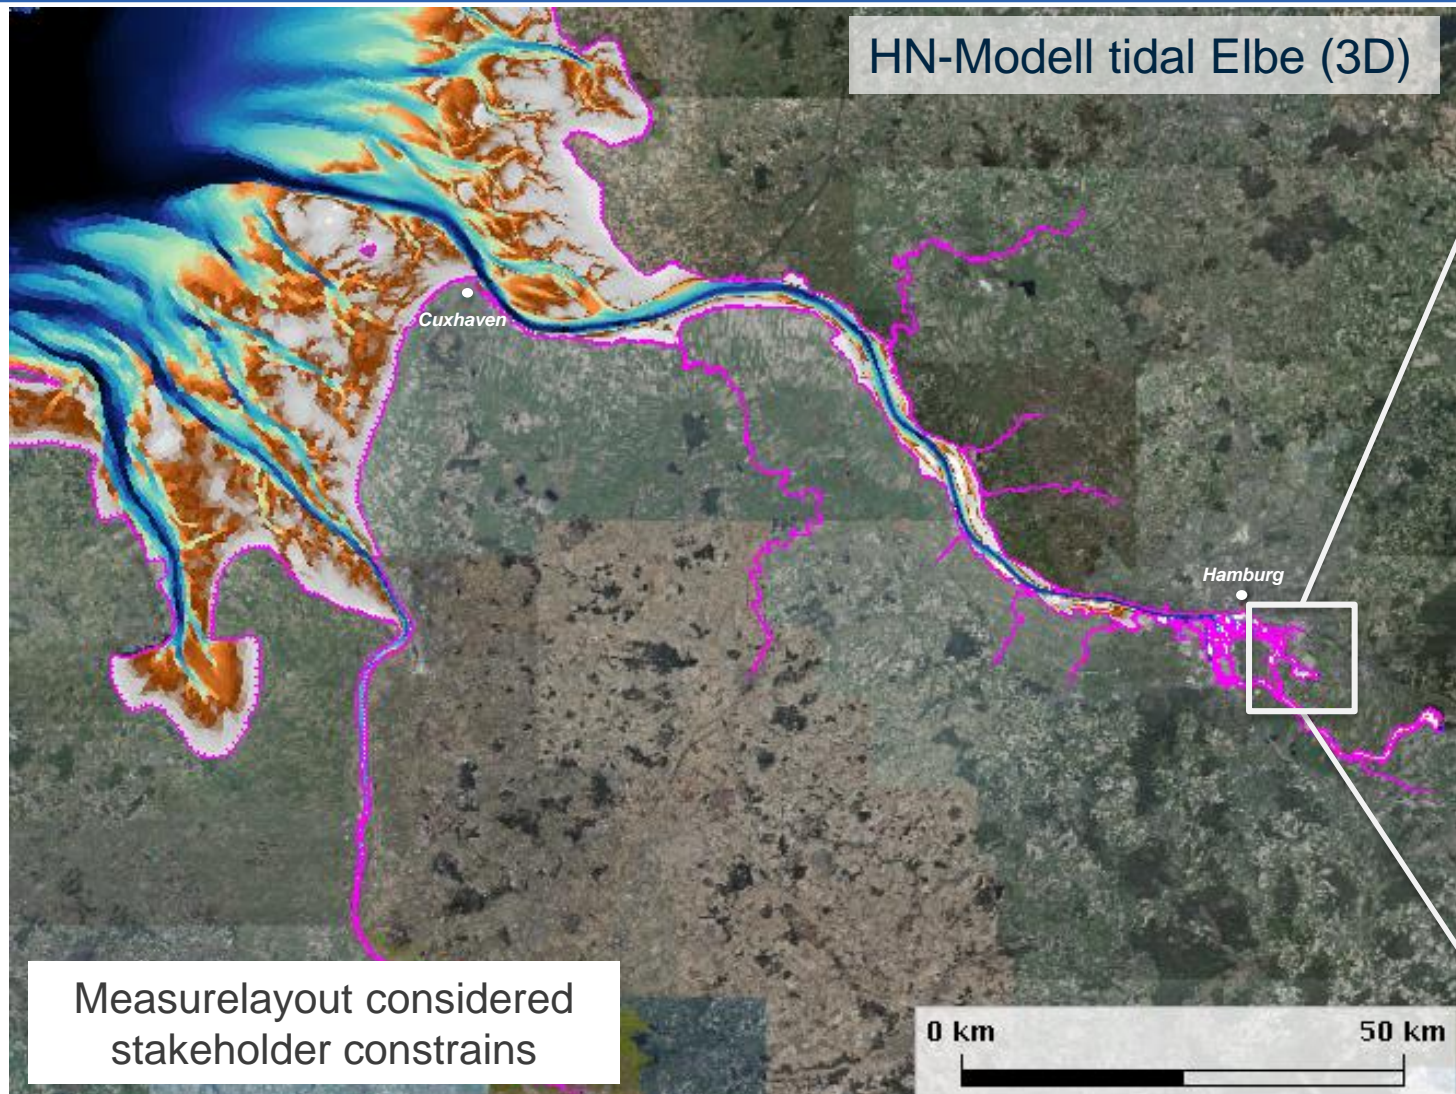 HN-Modell tidal Elbe (3D)
Cuxhaven
Hamburg
Measurelayout considered
stakeholder constrains
0 km 50 km